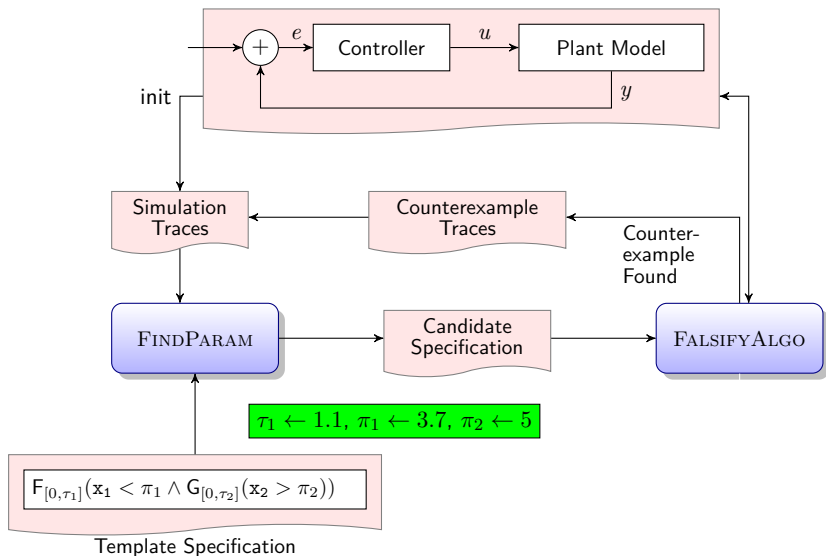 + e Controller u Plant Model
y
init
Simulation
Traces
Counterexample
Traces
Counter-
example
Found
FINDPARAM
Candidate
Specification
FALSIFYALGO
τ₁ ← 1.1, π₁ ← 3.7, π₂ ← 5
F[0,τ₁](x₁ < π₁ ∧ G[0,τ₂](x₂ > π₂))
Template Specification